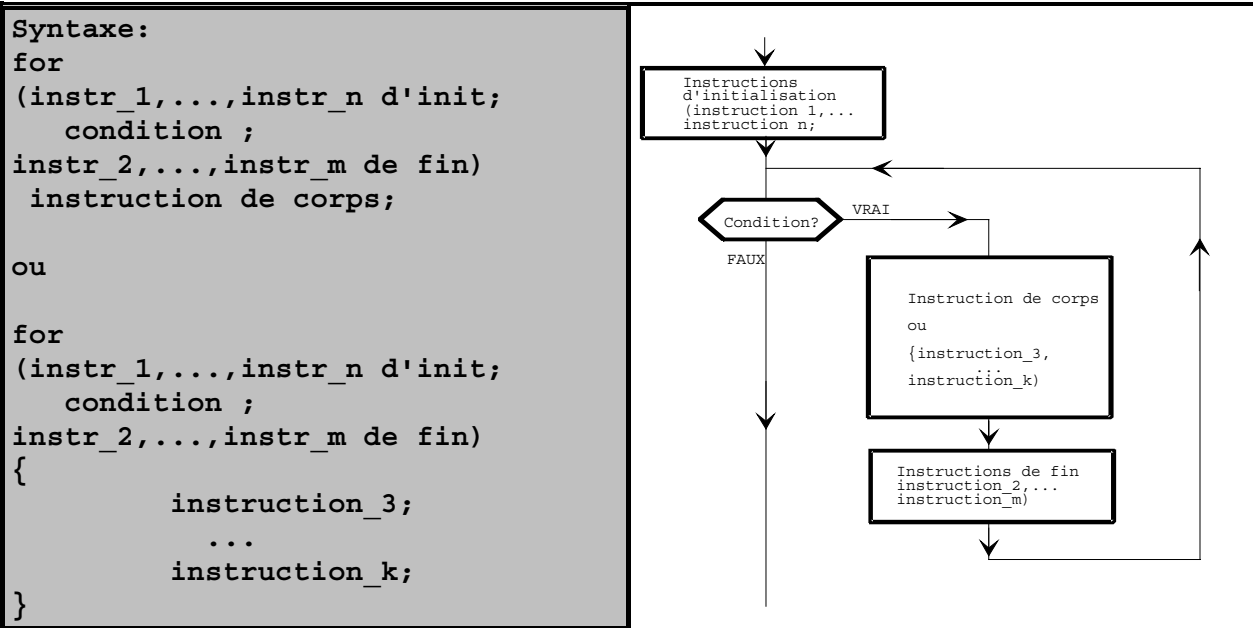 Syntaxe:
for
(instr_1,...,instr_n d'init;
condition ;
instr_2,...,instr_m de fin)
instruction de corps;
ou
for
(instr_1,...,instr_n d'init;
condition ;
instr_2,...,instr_m de fin)
{
instruction_3;
...
instruction_k;
}
Instructions
d'initialisation
(instruction 1,...
instruction n;
Condition?
VRAI
FAUX
Instruction de corps
ou
{instruction_3,
...
instruction_k)
Instructions de fin
instruction_2,...
instruction_m)